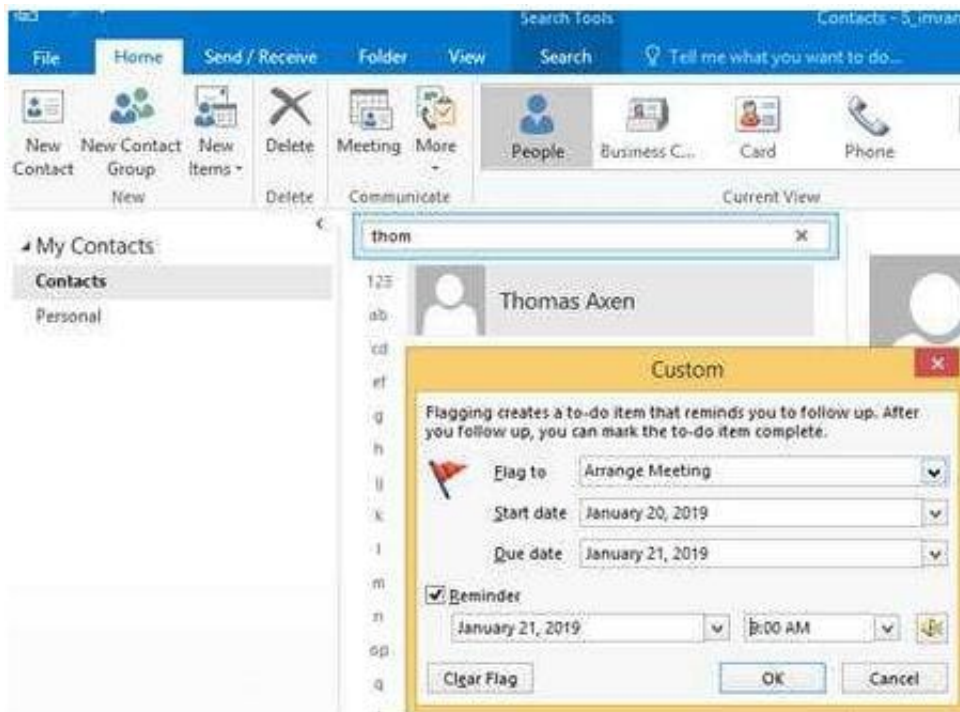 Search Tools
Contacts - 5_imran
File Home Send / Receive Folder View Search Tell me what you want to do...
New Contact
New Contact Group
New Items
Delete
Meeting
More
People
Business C...
Card
Phone
New Delete Communicate Current View
My Contacts
Contacts
Personal
thom
123
ab
cd
ef
g
h
ij
k
l
m
n
op
q
Thomas Axen
Custom
Flagging creates a to-do item that reminds you to follow up. After
you follow up, you can mark the to-do item complete.
Flag to Arrange Meeting
Start date January 20, 2019
Due date January 21, 2019
Reminder
January 21, 2019 9:00 AM
Clear Flag OK Cancel